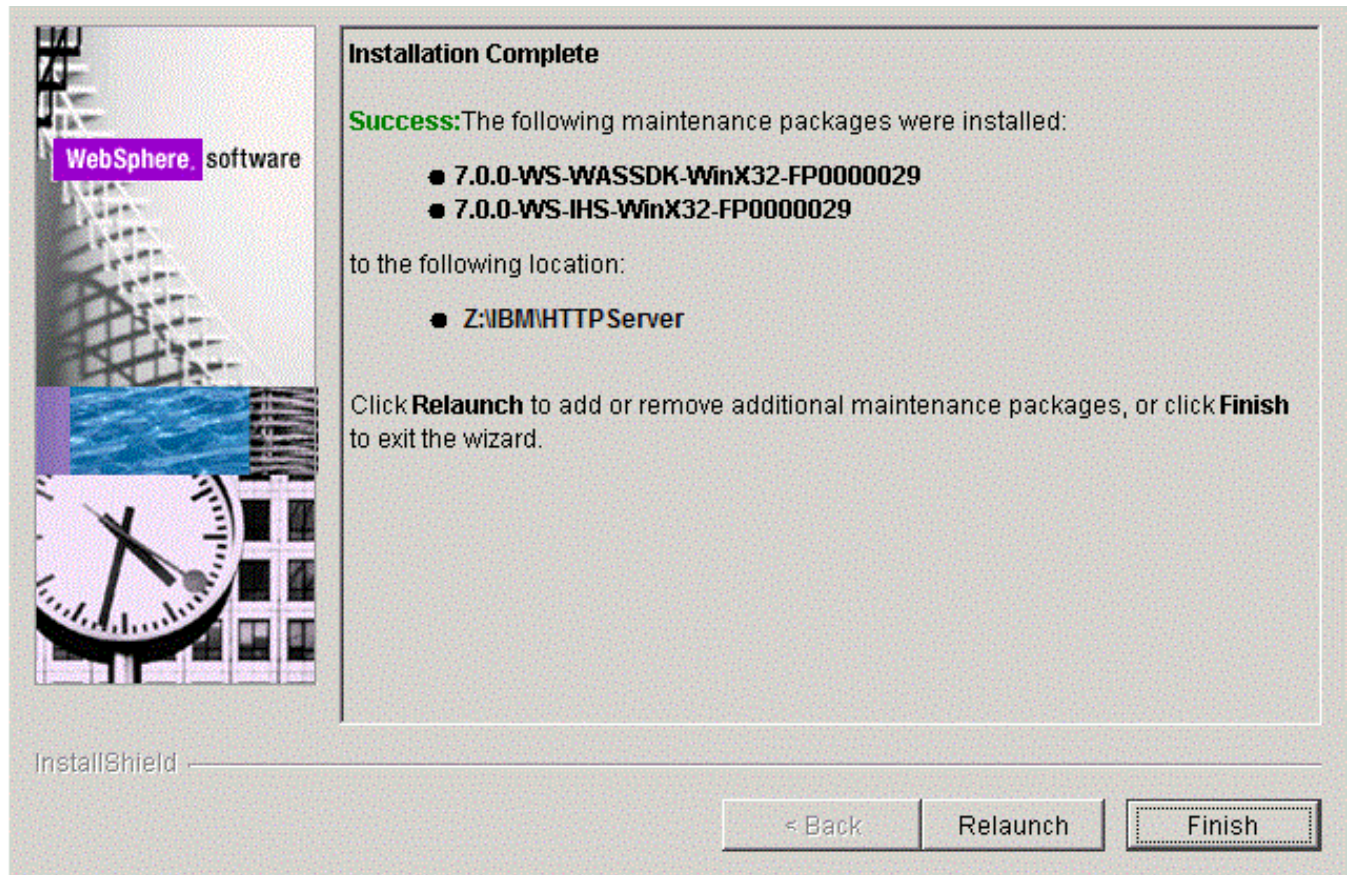 Installation Complete
Success:The following maintenance packages were installed:
● 7.0.0-WS-WASSDK-WinX32-FP0000029
● 7.0.0-WS-IHS-WinX32-FP0000029
to the following location:
● Z:\IBM\HTTPServer
Click Relaunch to add or remove additional maintenance packages, or click Finish
to exit the wizard.
WebSphere. software
InstallShield
< Back
Relaunch
Finish